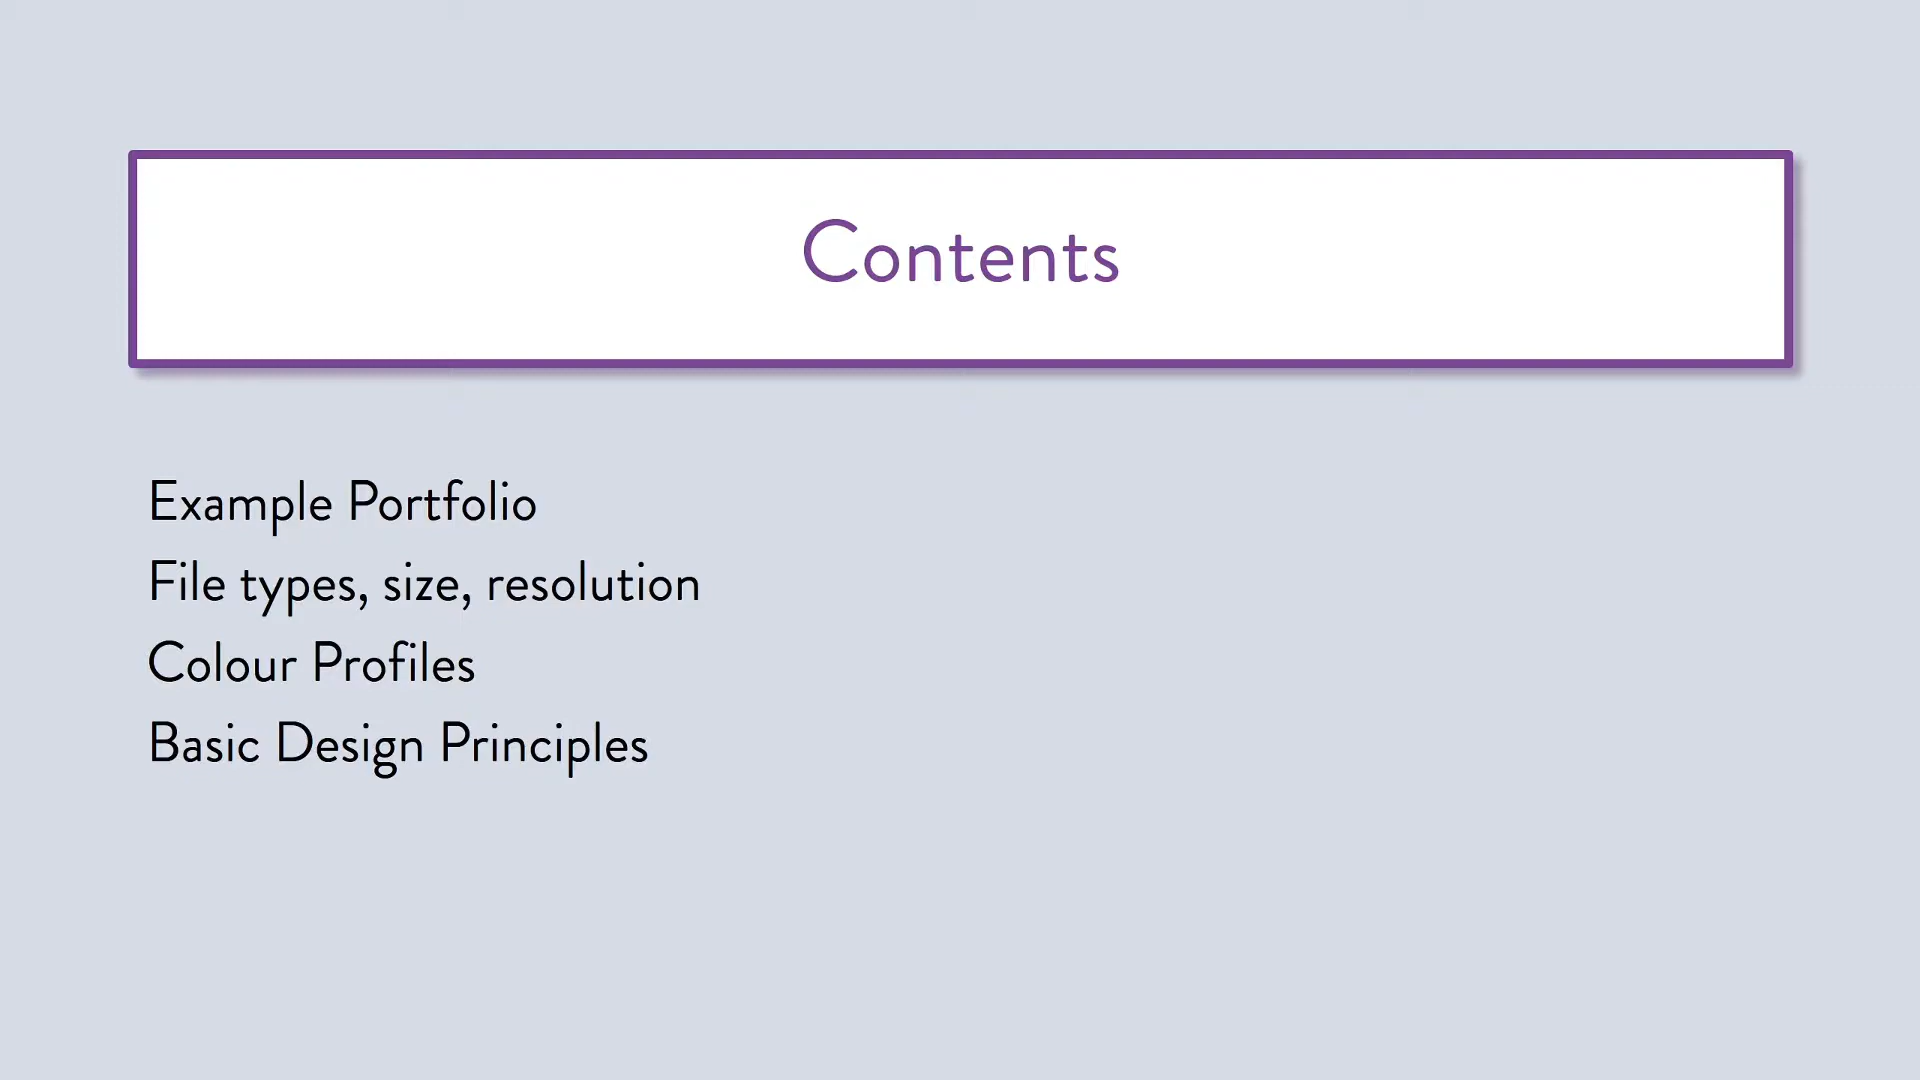 Contents
Example Portfolio
File types, size, resolution
Colour Profiles
Basic Design Principles